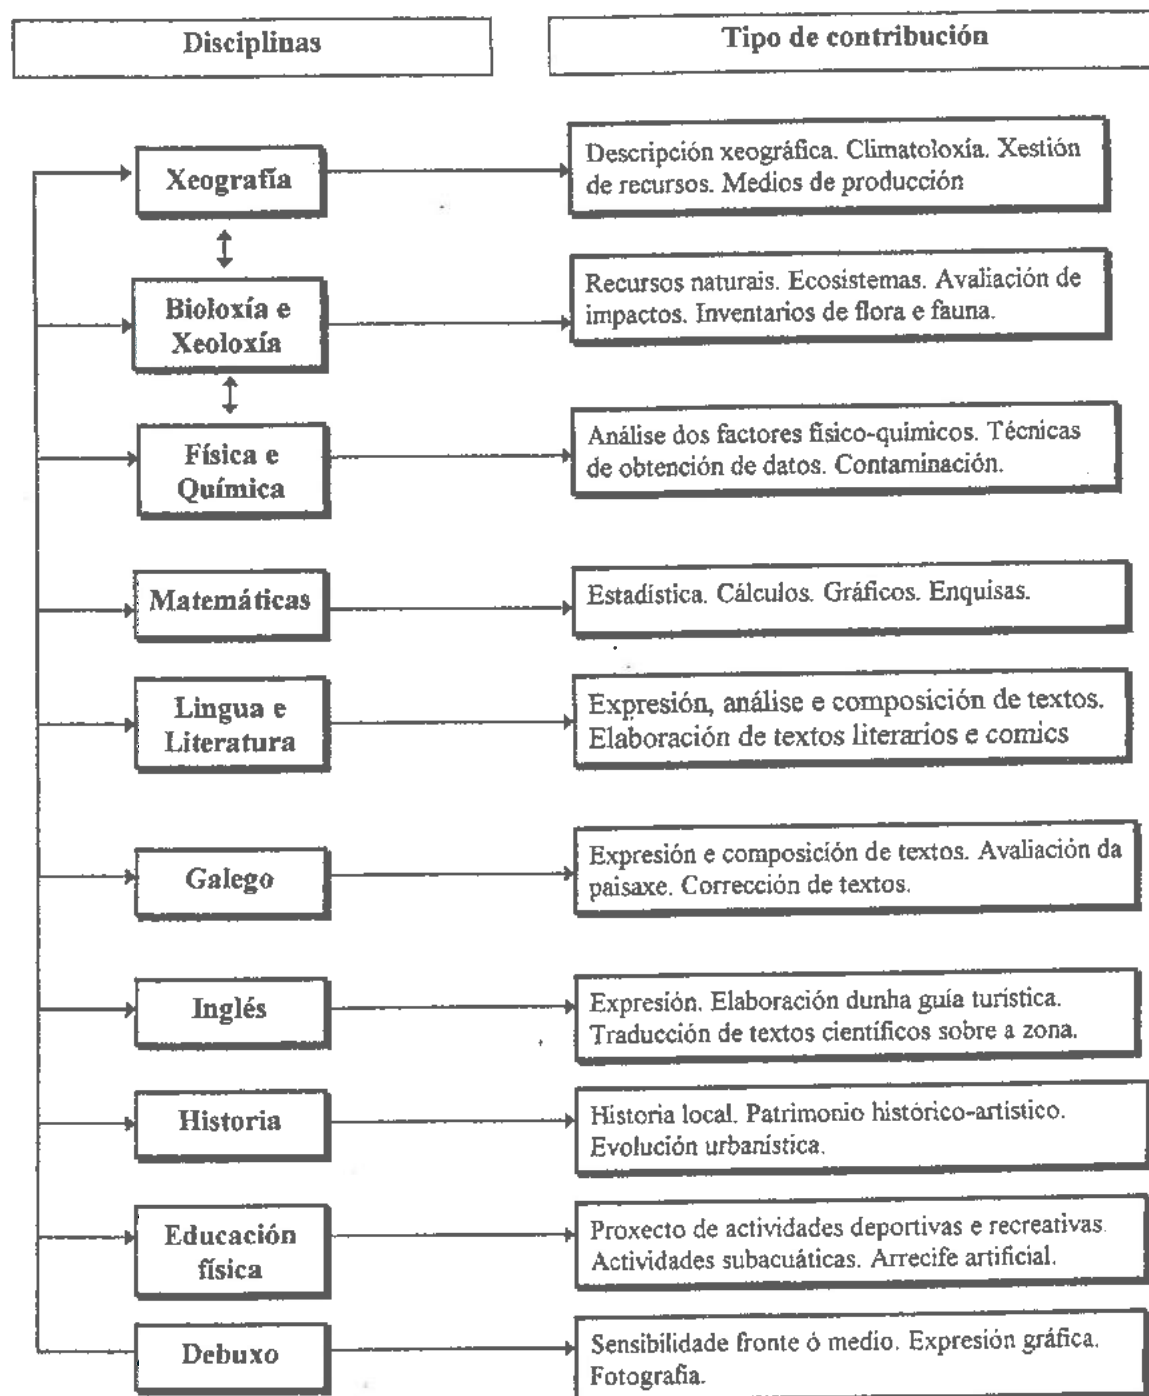 Disciplinas
Tipo de contribución
Xeografía
Descripción xeográfica. Climatoloxía. Xestión
de recursos. Medios de producción
Bioloxía e
Xeoloxía
Recursos naturais. Ecosistemas. Avaliación de
impactos. Inventarios de flora e fauna.
Física e
Química
Análise dos factores físico-químicos. Técnicas
de obtención de datos. Contaminación.
Matemáticas
Estadística. Cálculos. Gráficos. Enquisas.
Lingua e
Literatura
Expresión, análise e composición de textos.
Elaboración de textos literarios e comics
Galego
Expresión e composición de textos. Avaliación da
paisaxe. Corrección de textos.
Inglés
Expresión. Elaboración dunha guía turística.
Traducción de textos científicos sobre a zona.
Historia
Historia local. Patrimonio histórico-artístico.
Evolución urbanística.
Educación
física
Proxecto de actividades deportivas e recreativas.
Actividades subacuáticas. Arrecife artificial.
Debuxo
Sensibilidade fronte ó medio. Expresión gráfica.
Fotografia.